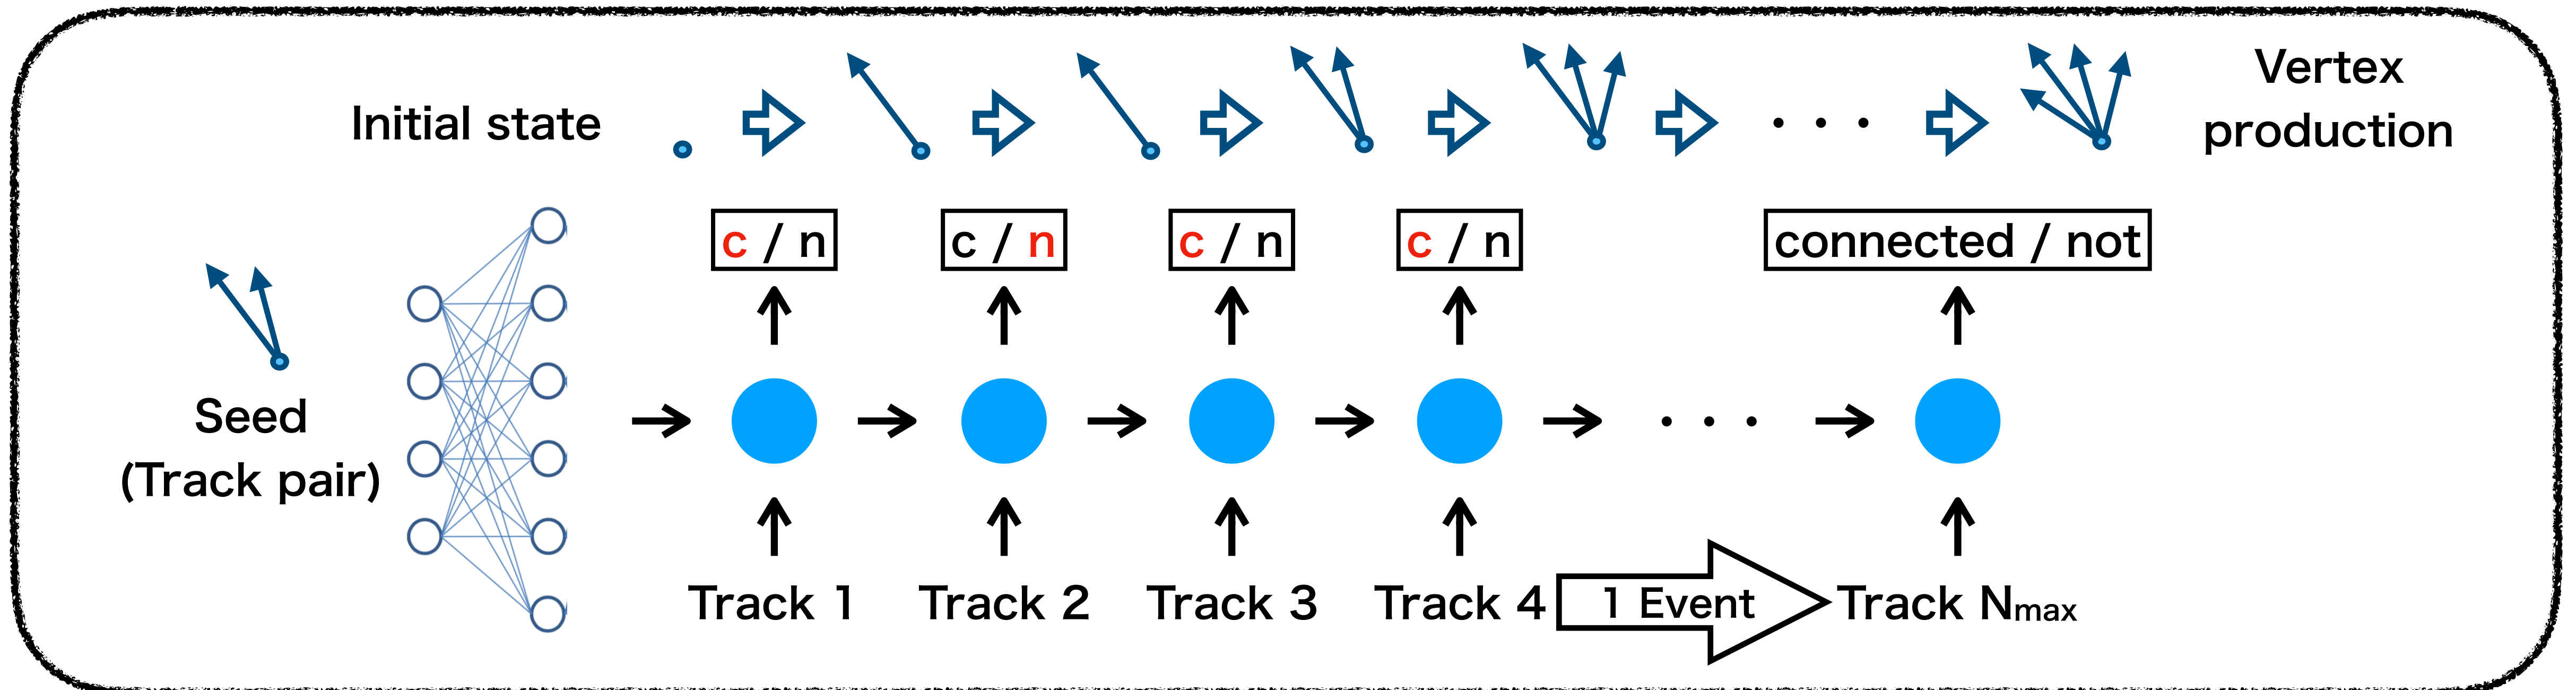 Initial state
Vertex
production
c / n
c / n
c / n
c / n
connected / not
Seed
(Track pair)
Track 1
Track 2
Track 3
Track 4
1 Event
Track Nmax